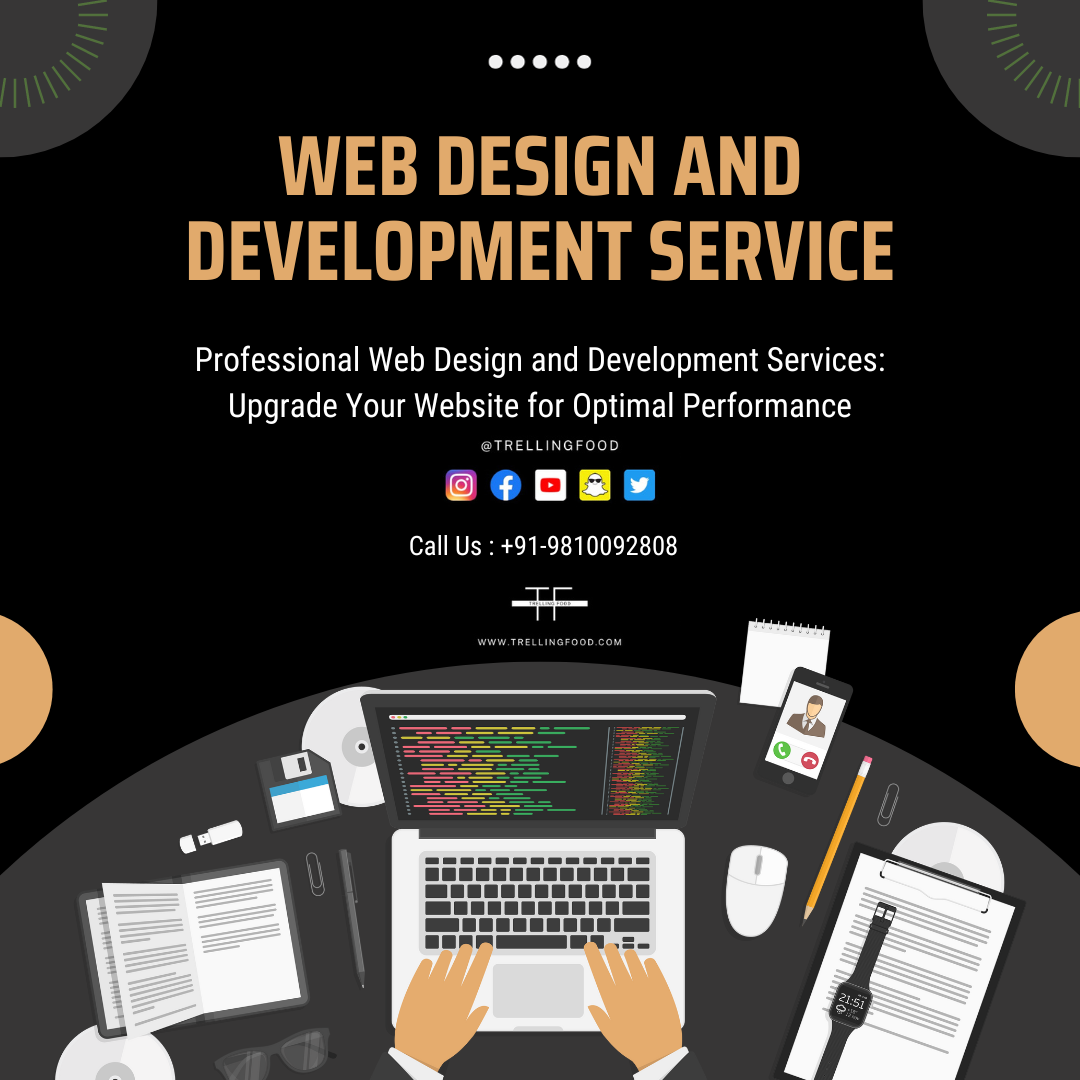 WEB DESIGN AND
DEVELOPMENT SERVICE
Professional Web Design and Development Services:
Upgrade Your Website for Optimal Performance
@TRELLINGFOOD
Call Us : +91-9810092808
TF
TRELLING FOOD
WWW.TRELLINGFOOD.COM
21:51